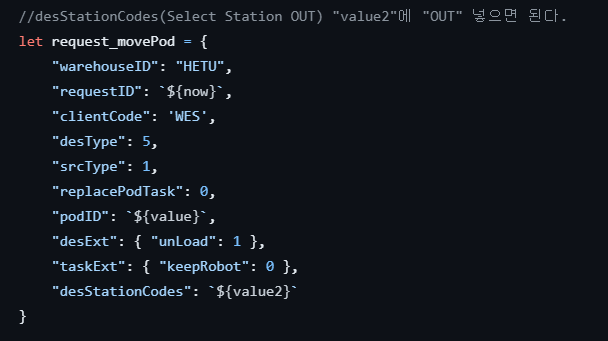 //desStationCodes(Select Station OUT) "value2"에 "OUT" 넣으면 된다.
let request_movePod = {
    "warehouseID": "HETU",
    "requestID": `${now}`,
    "clientCode": 'WES',
    "desType": 5,
    "srcType": 1,
    "replacePodTask": 0,
    "podID": `${value}`,
    "desExt": { "unLoad": 1 },
    "taskExt": { "keepRobot": 0 },
    "desStationCodes": `${value2}`
}